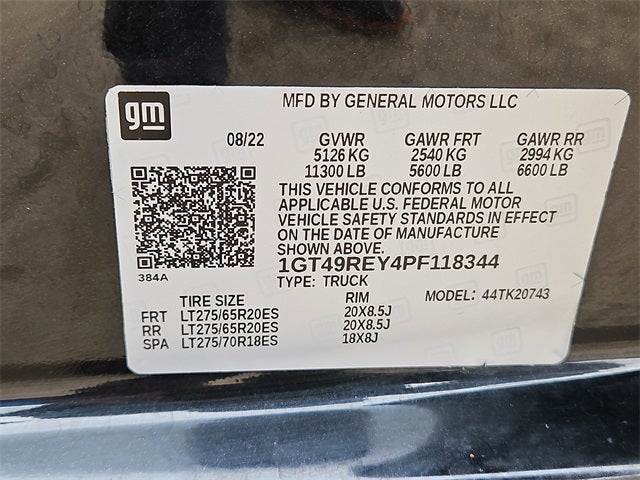 gm
MFD BY GENERAL MOTORS LLC
08/22 GVWR GAWR FRT GAWR RR
5126 KG 2540 KG 2994 KG
11300 LB 5600 LB 6600 LB
THIS VEHICLE CONFORMS TO ALL
APPLICABLE U.S. FEDERAL MOTOR
VEHICLE SAFETY STANDARDS IN EFFECT
ON THE DATE OF MANUFACTURE
SHOWN ABOVE.
1GT49REY4PF118344
384A
TYPE: TRUCK
TIRE SIZE RIM MODEL: 44TK20743
FRT LT275/65R20ES 20X8.5J
RR LT275/65R20ES 20X8.5J
SPA LT275/70R18ES 18X8J